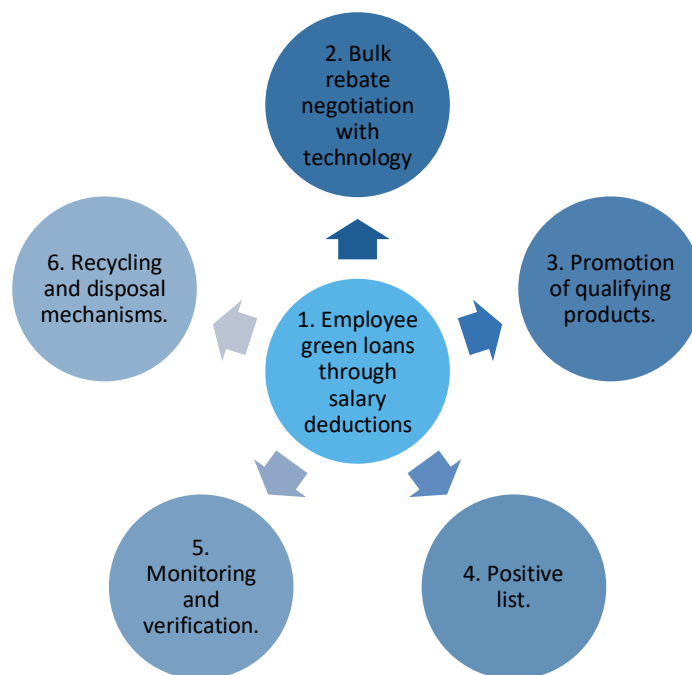 2. Bulk
rebate
negotiation
with
technology
6. Recycling
and disposal
mechanisms.
3. Promotion
of qualifying
products.
1. Employee
green loans
through
salary
deductions
5.
Monitoring
and
verification.
4. Positive
list.